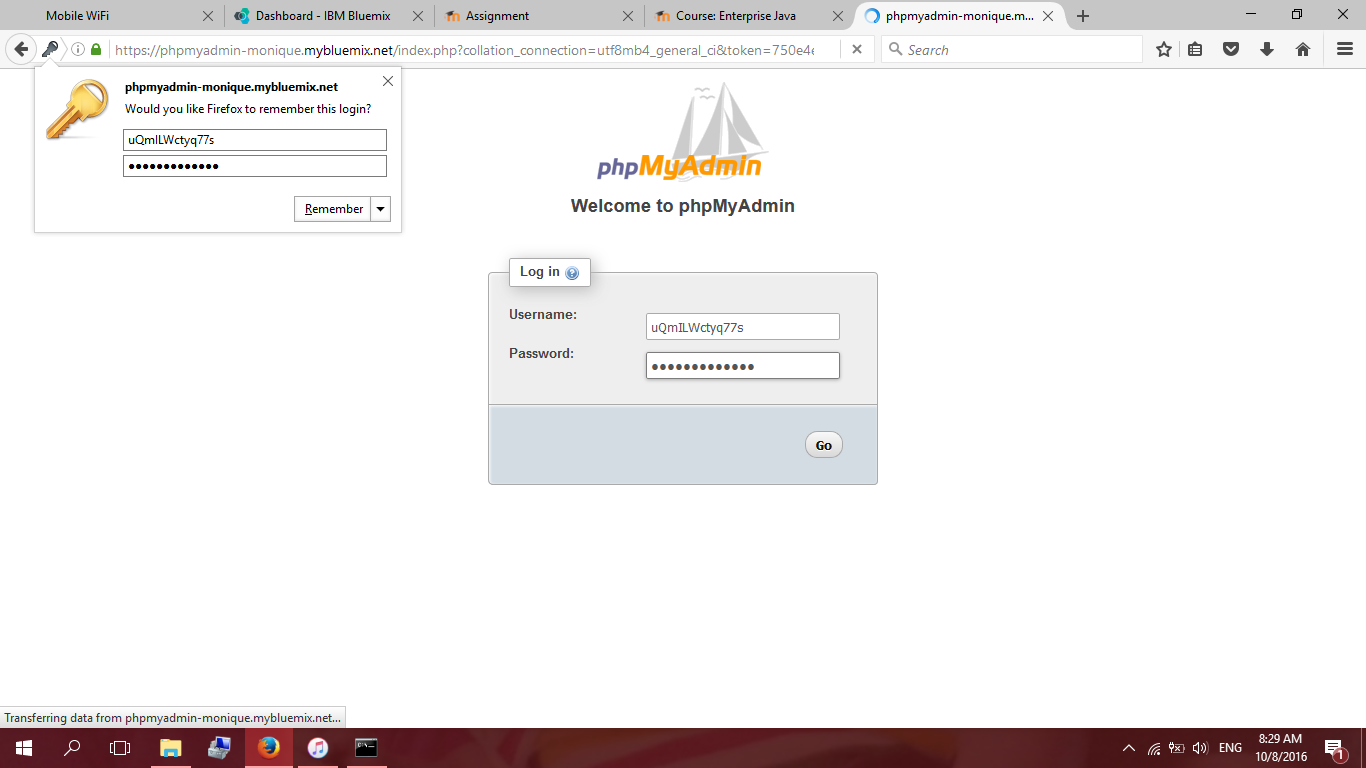 Mobile WiFi
Dashboard - IBM Bluemix
Assignment
Course: Enterprise Java
phpmyadmin-monique.m...
https://phpmyadmin-monique.mybluemix.net/index.php?collation_connection=utf8mb4_general_ci&token=750e4e
Search
phpmyadmin-monique.mybluemix.net
Would you like Firefox to remember this login?
uQmILWctyq77s
•••••••••••••
Remember
phpMyAdmin
Welcome to phpMyAdmin
Log in
Username:
uQmILWctyq77s
Password:
•••••••••••••
Go
Transferring data from phpmyadmin-monique.mybluemix.net...
ENG
8:29 AM
10/8/2016
1